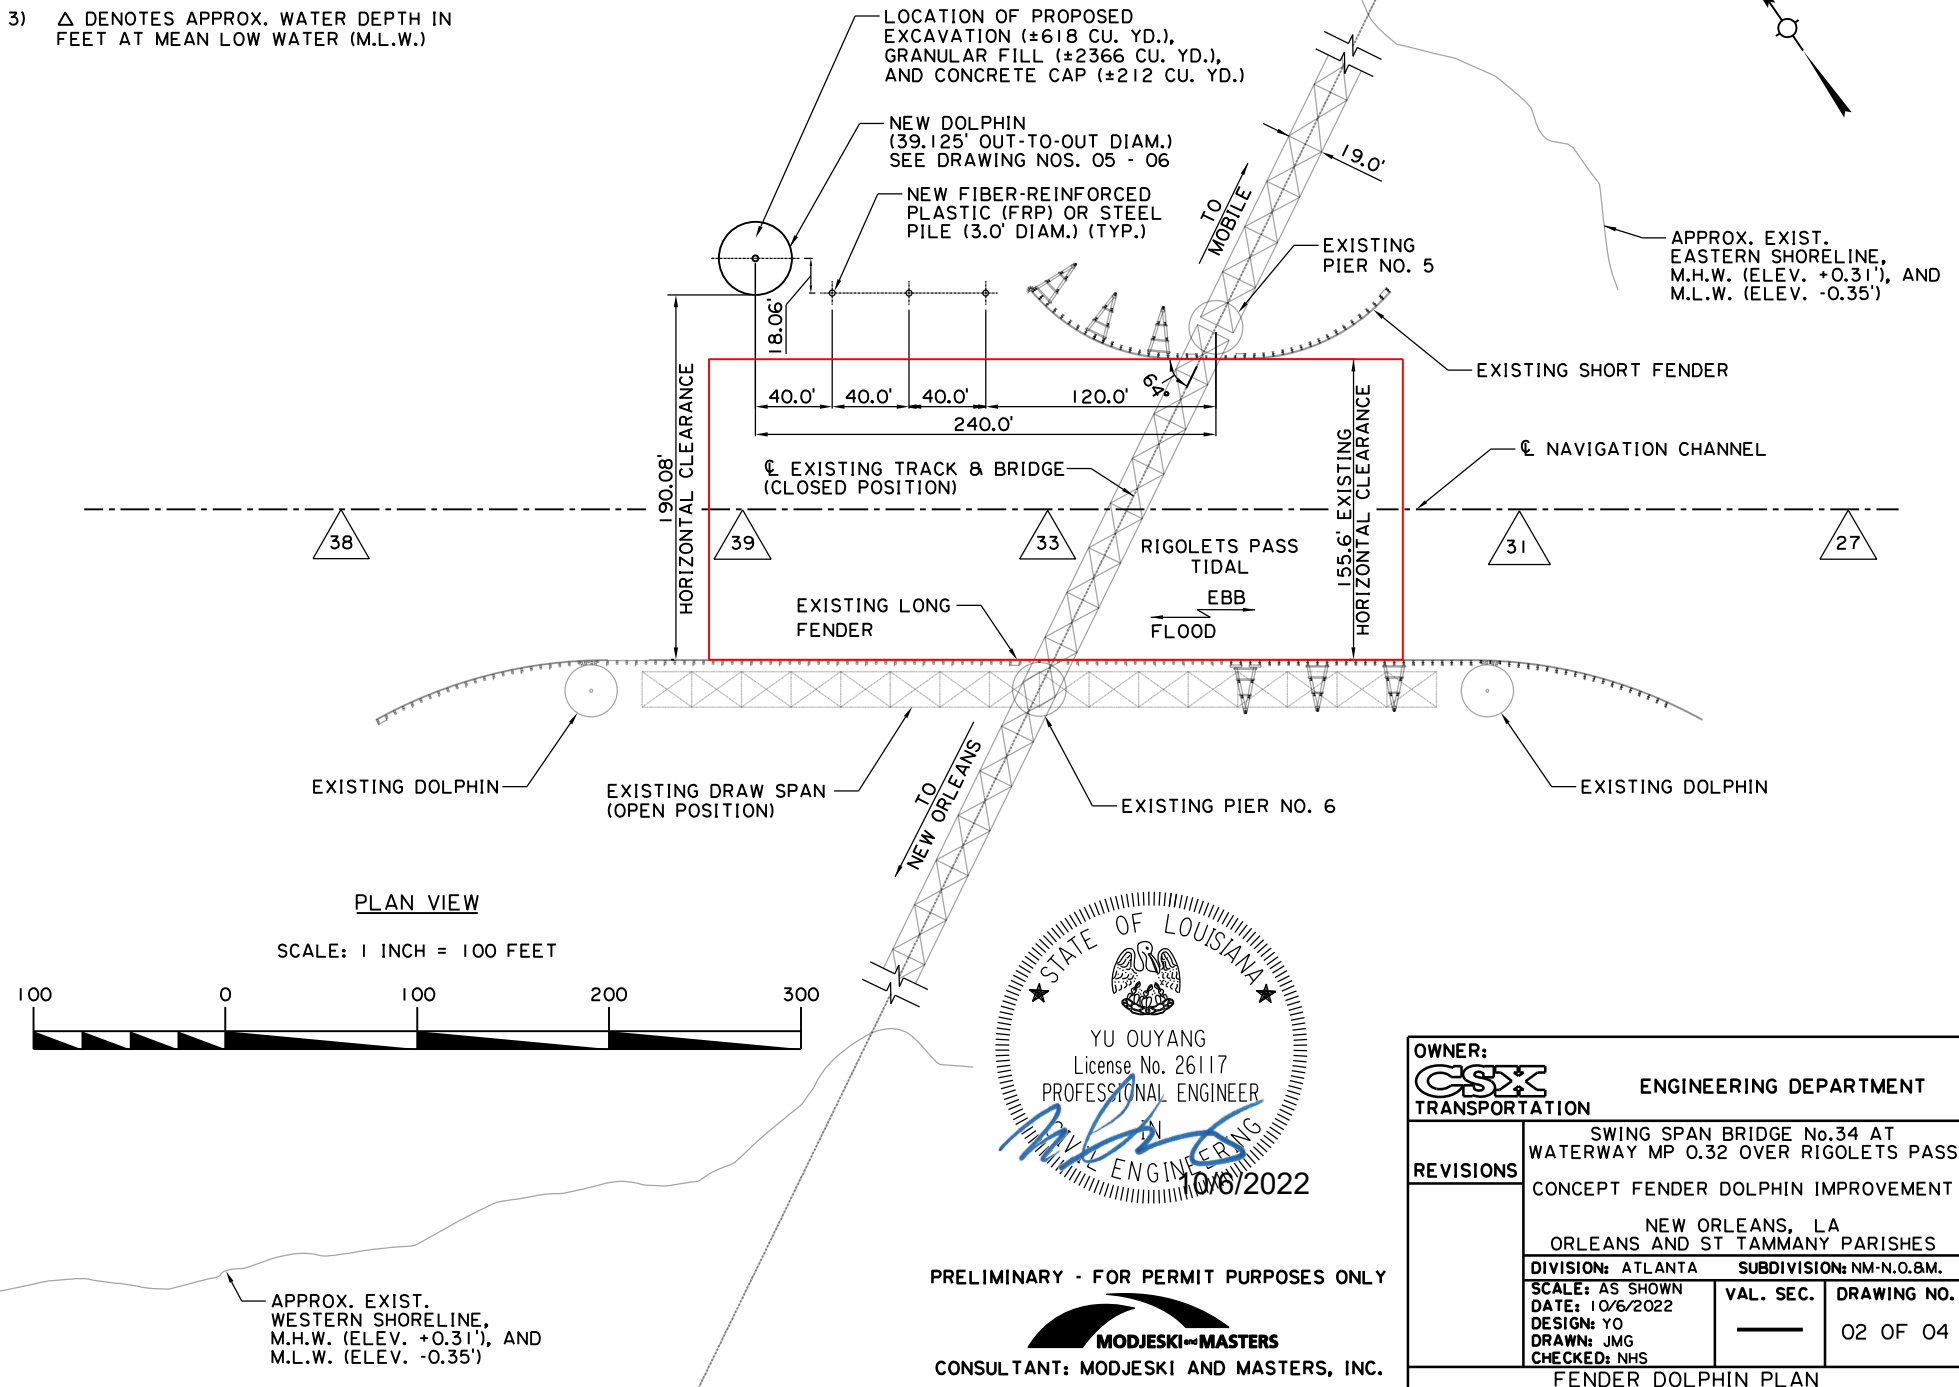 3) △ DENOTES APPROX. WATER DEPTH IN
FEET AT MEAN LOW WATER (M.L.W.)
LOCATION OF PROPOSED
EXCAVATION (±618 CU. YD.),
GRANULAR FILL (±2366 CU. YD.),
AND CONCRETE CAP (±212 CU. YD.)
NEW DOLPHIN
(39.125' OUT-TO-OUT DIAM.)
SEE DRAWING NOS. 05 - 06
NEW FIBER-REINFORCED
PLASTIC (FRP) OR STEEL
PILE (3.0' DIAM.) (TYP.)
19.0'
TO
MOBILE
EXISTING
PIER NO. 5
APPROX. EXIST.
EASTERN SHORELINE,
M.H.W. (ELEV. +0.31'), AND
M.L.W. (ELEV. -0.35')
18.06'
EXISTING SHORT FENDER
64°
40.0'
40.0'
40.0'
120.0'
240.0'
190.08'
HORIZONTAL CLEARANCE
155.6' EXISTING
HORIZONTAL CLEARANCE
℄ EXISTING TRACK & BRIDGE
(CLOSED POSITION)
℄ NAVIGATION CHANNEL
38
39
33
31
27
RIGOLETS PASS
TIDAL
EBB
FLOOD
EXISTING LONG
FENDER
EXISTING DOLPHIN
EXISTING DRAW SPAN
(OPEN POSITION)
TO
NEW ORLEANS
EXISTING PIER NO. 6
EXISTING DOLPHIN
PLAN VIEW
SCALE: 1 INCH = 100 FEET
100 0 100 200 300
STATE OF LOUISIANA
YU OUYANG
License No. 26117
PROFESSIONAL ENGINEER
IN
CIVIL ENGINEERING
10/6/2022
APPROX. EXIST.
WESTERN SHORELINE,
M.H.W. (ELEV. +0.31'), AND
M.L.W. (ELEV. -0.35')
PRELIMINARY - FOR PERMIT PURPOSES ONLY
MODJESKI and MASTERS
CONSULTANT: MODJESKI AND MASTERS, INC.
OWNER:
CSX
TRANSPORTATION
ENGINEERING DEPARTMENT
REVISIONS
SWING SPAN BRIDGE No.34 AT
WATERWAY MP 0.32 OVER RIGOLETS PASS
CONCEPT FENDER DOLPHIN IMPROVEMENT
NEW ORLEANS, LA
ORLEANS AND ST TAMMANY PARISHES
DIVISION: ATLANTA SUBDIVISION: NM-N.O.&M.
SCALE: AS SHOWN
DATE: 10/6/2022
DESIGN: YO
DRAWN: JMG
CHECKED: NHS
VAL. SEC.
DRAWING NO.
02 OF 04
FENDER DOLPHIN PLAN